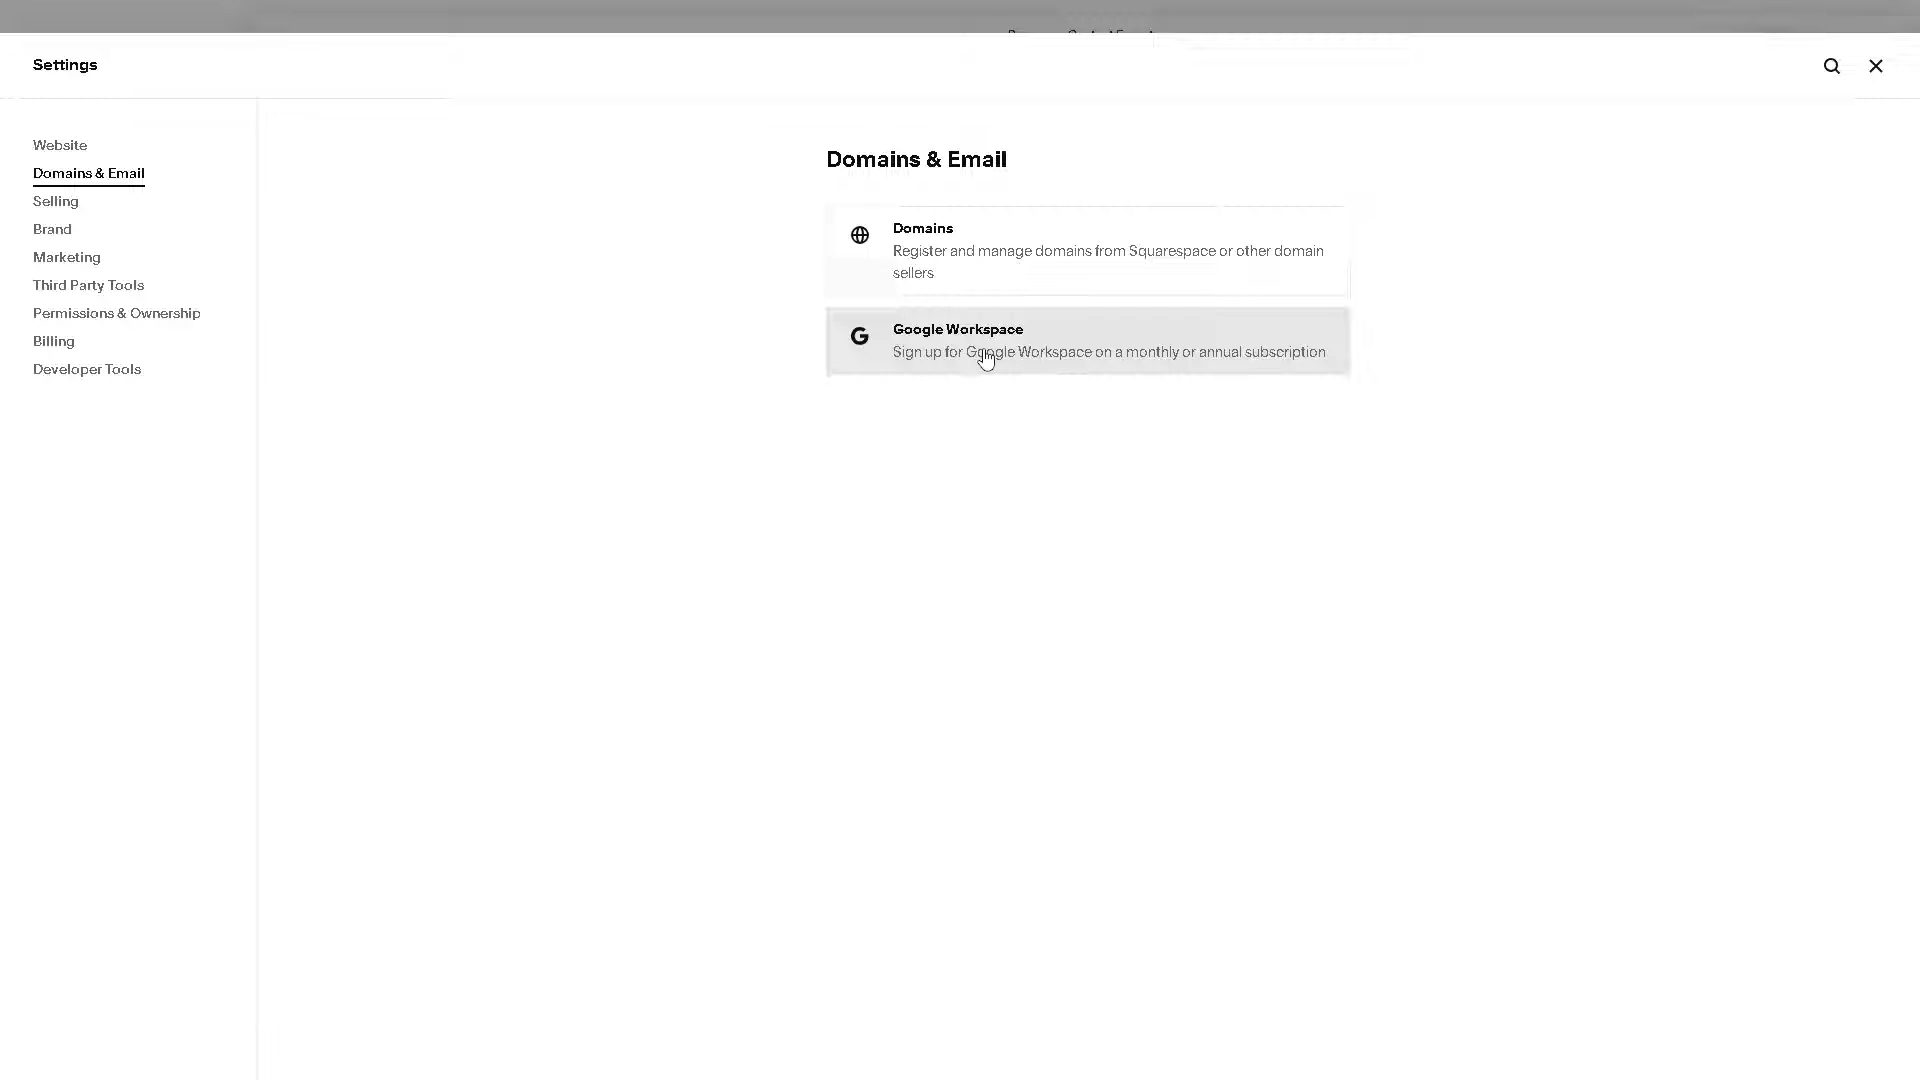 Settings
Website
Domains & Email
Selling
Brand
Marketing
Third Party Tools
Permissions & Ownership
Billing
Developer Tools
Domains & Email
Domains
Register and manage domains from Squarespace or other domain
sellers
Google Workspace
Sign up for Google Workspace on a monthly or annual subscription